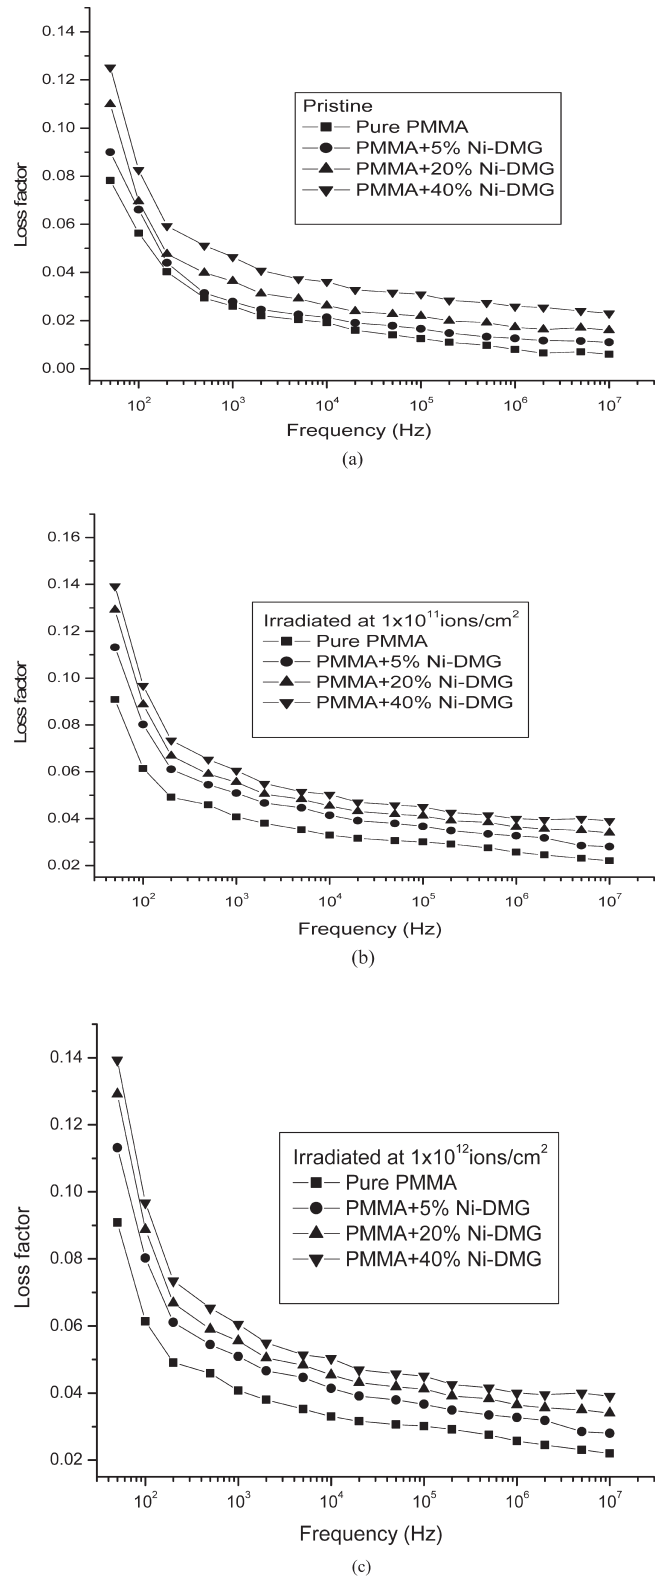 0.14
0.12
0.10
0.08
0.06
0.04
0.02
0.00
Loss factor
Pristine
Pure PMMA
PMMA+5% Ni-DMG
PMMA+20% Ni-DMG
PMMA+40% Ni-DMG
10² 10³ 10⁴ 10⁵ 10⁶ 10⁷
Frequency (Hz)
(a)
0.16
0.14
0.12
0.10
0.08
0.06
0.04
0.02
Loss factor
Irradiated at 1x10¹¹ions/cm²
Pure PMMA
PMMA+5% Ni-DMG
PMMA+20% Ni-DMG
PMMA+40% Ni-DMG
10² 10³ 10⁴ 10⁵ 10⁶ 10⁷
Frequency (Hz)
(b)
0.14
0.12
0.10
0.08
0.06
0.04
0.02
Loss factor
Irradiated at 1x10¹²ions/cm²
Pure PMMA
PMMA+5% Ni-DMG
PMMA+20% Ni-DMG
PMMA+40% Ni-DMG
10² 10³ 10⁴ 10⁵ 10⁶ 10⁷
Frequency (Hz)
(c)